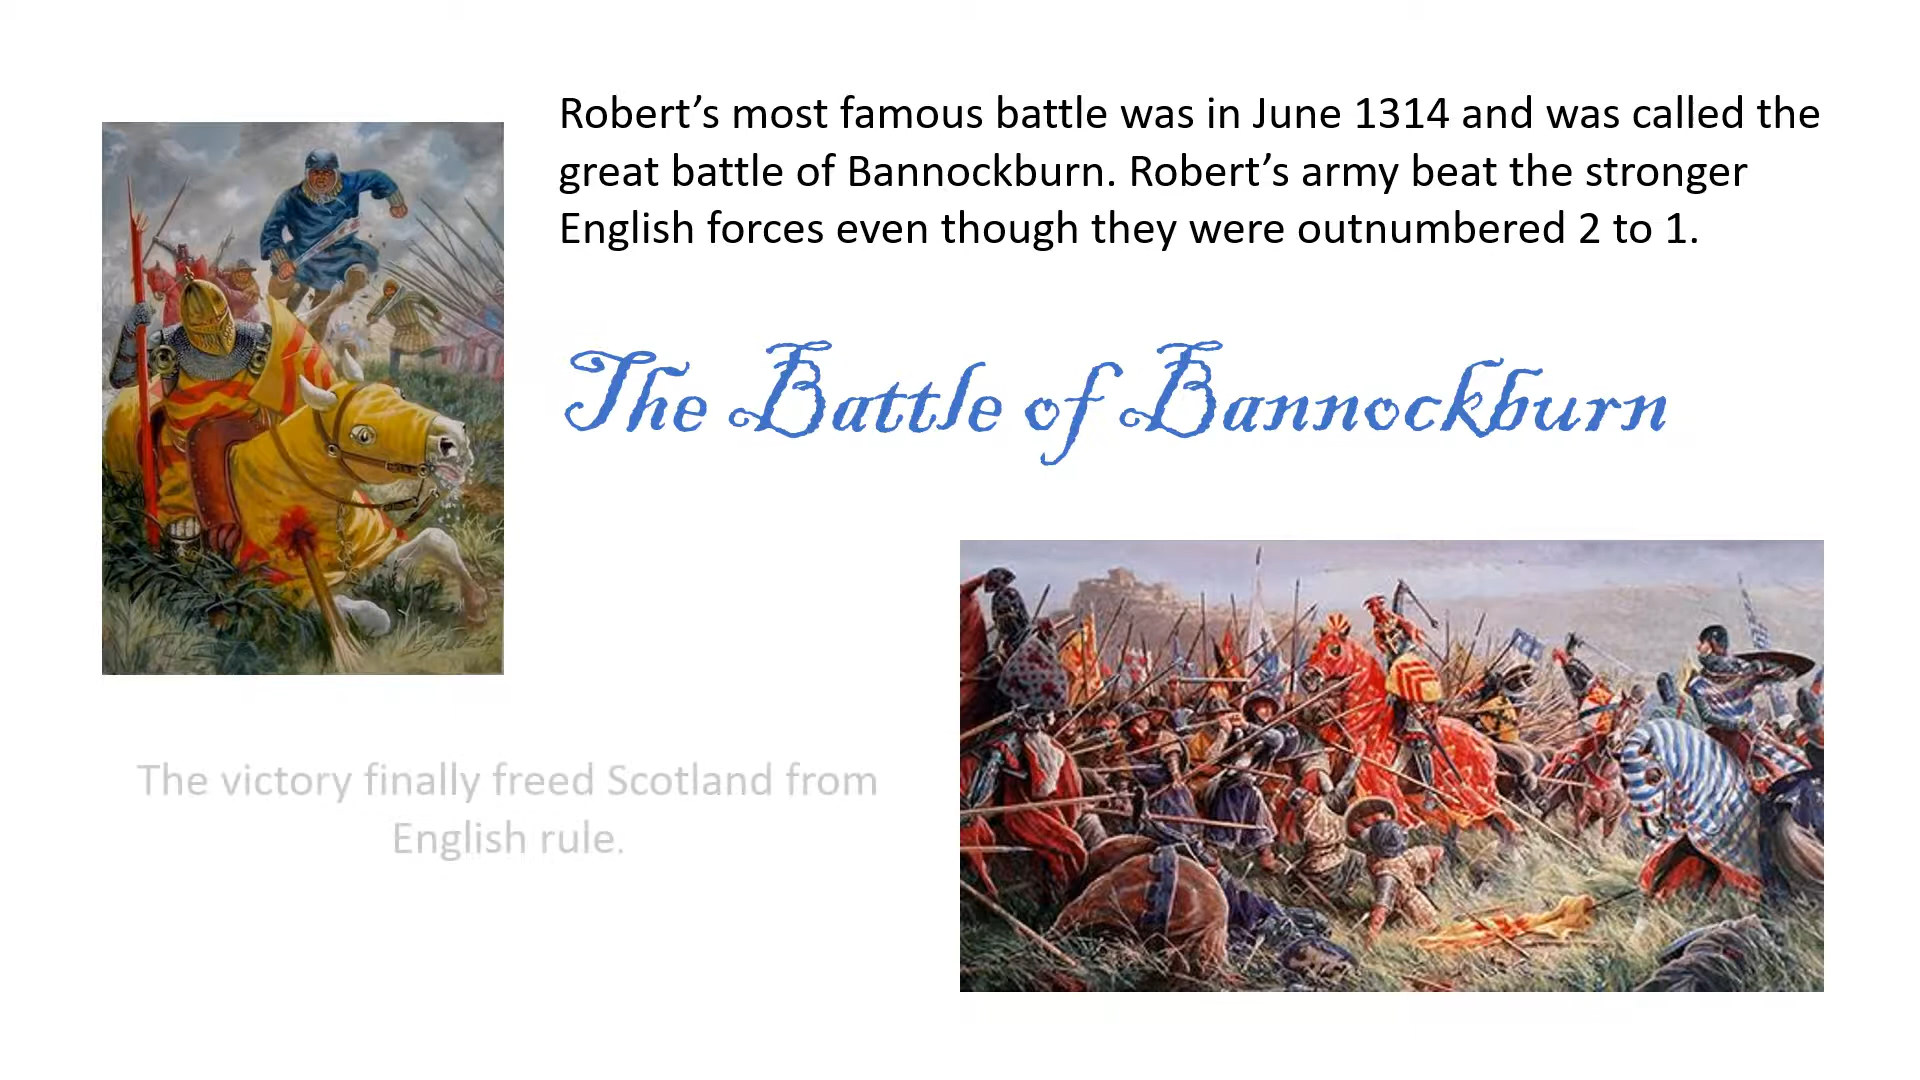 Robert’s most famous battle was in June 1314 and was called the
great battle of Bannockburn. Robert’s army beat the stronger
English forces even though they were outnumbered 2 to 1.
The Battle of Bannockburn
The victory finally freed Scotland from
English rule.